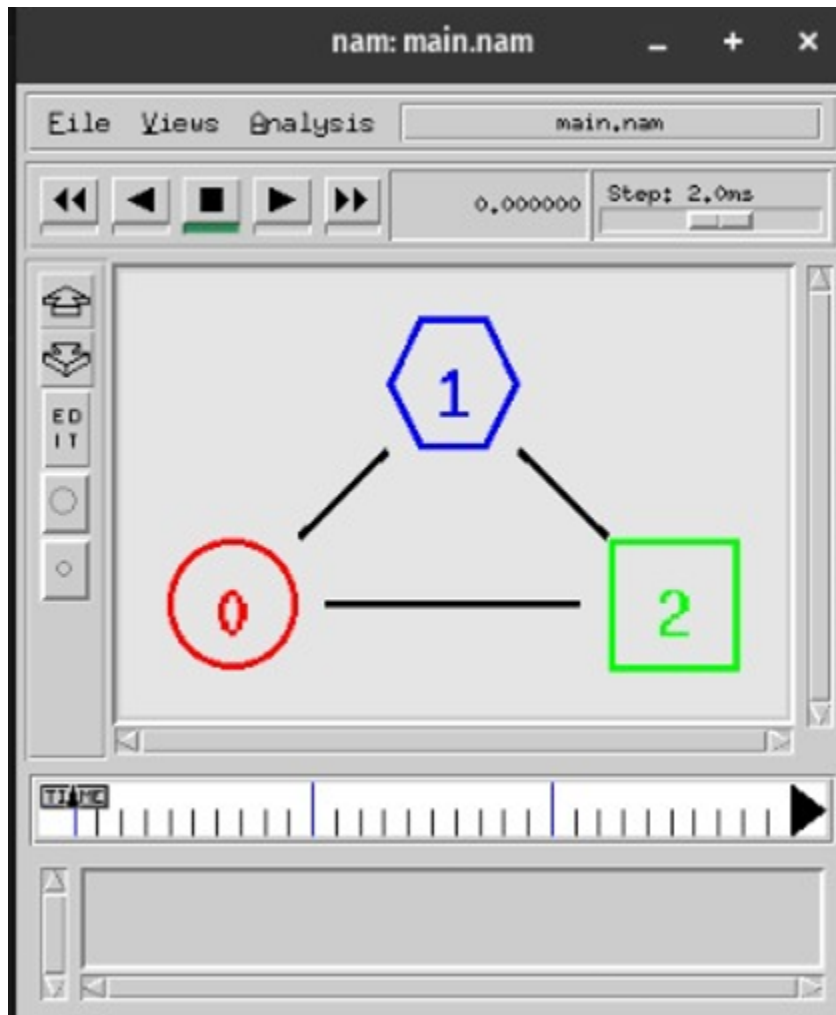 nam: main.nam
File Views Analysis main.nam
0.000000 Step: 2.0ms
ED
IT
1
0
2
TIME